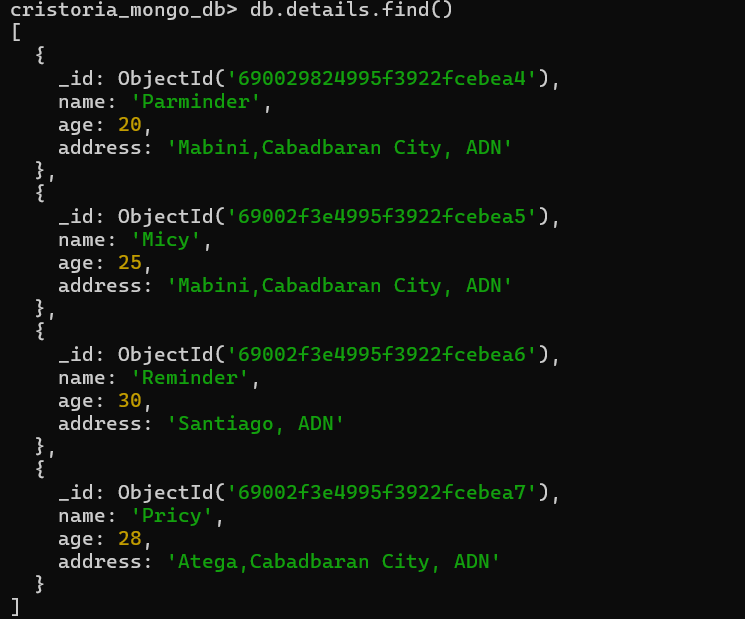 cristoria_mongo_db> db.details.find()
[
  {
    _id: ObjectId('690029824995f3922fcebea4'),
    name: 'Parminder',
    age: 20,
    address: 'Mabini,Cabadbaran City, ADN'
  },
  {
    _id: ObjectId('69002f3e4995f3922fcebea5'),
    name: 'Micy',
    age: 25,
    address: 'Mabini,Cabadbaran City, ADN'
  },
  {
    _id: ObjectId('69002f3e4995f3922fcebea6'),
    name: 'Reminder',
    age: 30,
    address: 'Santiago, ADN'
  },
  {
    _id: ObjectId('69002f3e4995f3922fcebea7'),
    name: 'Pricy',
    age: 28,
    address: 'Atega,Cabadbaran City, ADN'
  }
]